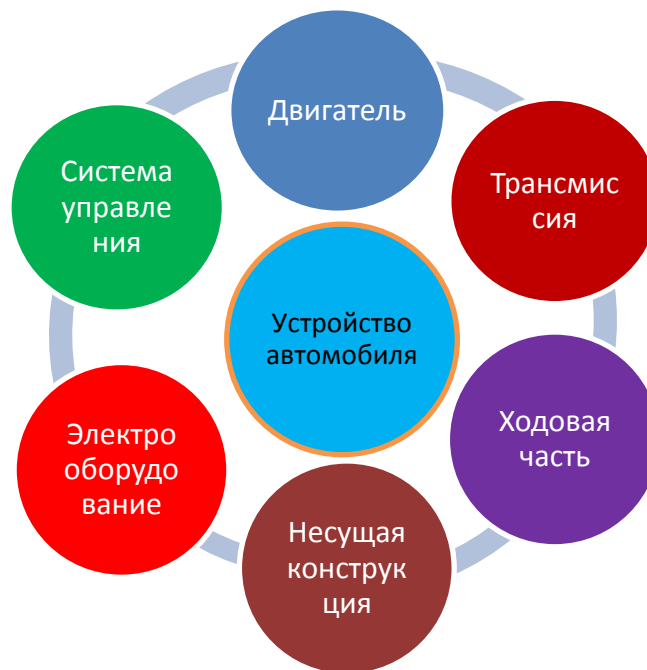 Двигатель
Трансмис
сия
Ходовая
часть
Несущая
конструк
ция
Электро
оборудо
вание
Система
управле
ния
Устройство
автомобиля